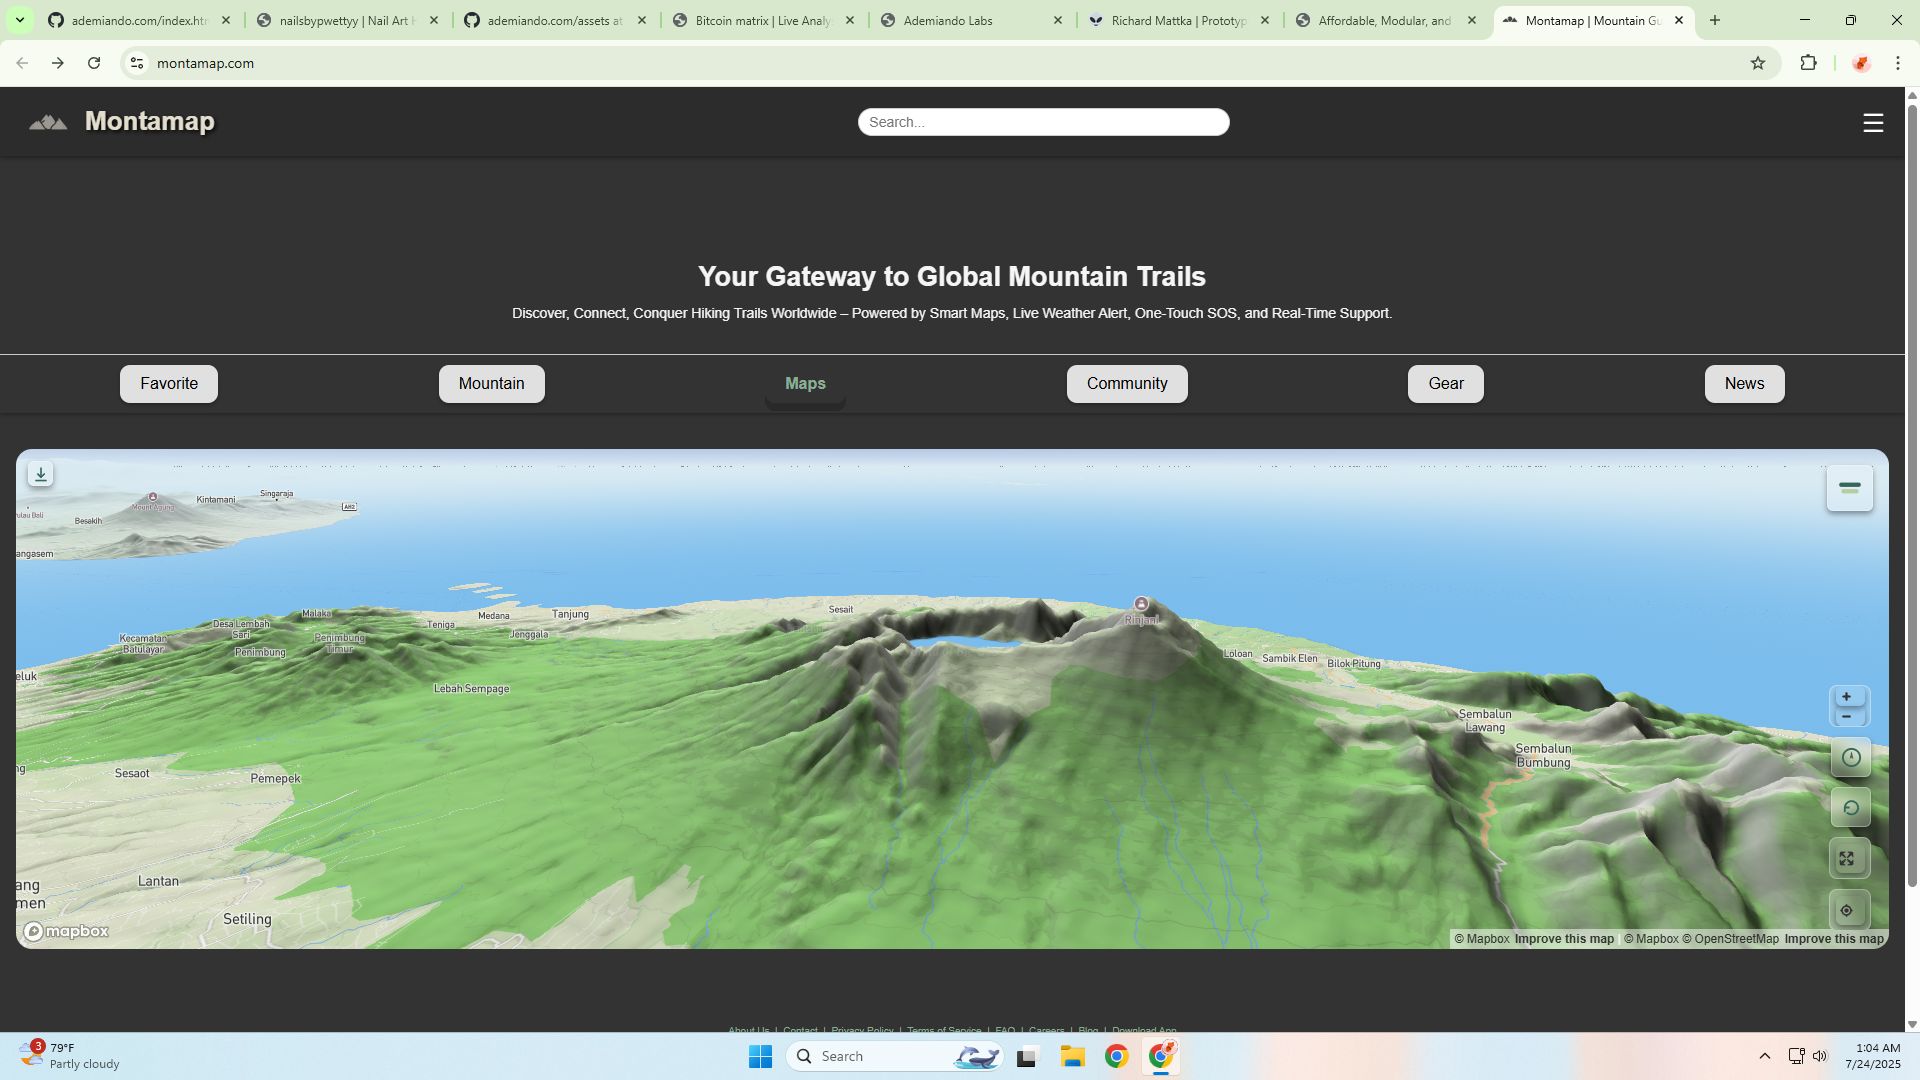 ademiando.com/index.htm
nailsbypwettyy | Nail Art H
ademiando.com/assets at
Bitcoin matrix | Live Analy
Ademiando Labs
Richard Mattka | Prototyp
Affordable, Modular, and
Montamap | Mountain Gu
montamap.com
Montamap
Search...
Your Gateway to Global Mountain Trails
Discover, Connect, Conquer Hiking Trails Worldwide – Powered by Smart Maps, Live Weather Alert, One-Touch SOS, and Real-Time Support.
Favorite
Mountain
Maps
Community
Gear
News
Singaraja
Kintamani
Mount Agung
AH2
ulau Bali
Besakih
angasem
Rinjani
Sesait
Malaka
Medana
Tanjung
Desa Lembah
Sari
Teniga
Jenggala
Kecamatan
Batulayar
Penimbung
Timur
Penimbung
Loloan
Sambik Elen
Bilok Pitung
eluk
Lebah Sempage
Sembalun
Lawang
Sembalun
Bumbung
ng
Sesaot
Pemepek
Lantan
ang
men
Setiling
mapbox
© Mapbox Improve this map | © Mapbox © OpenStreetMap Improve this map
About Us | Contact | Privacy Policy | Terms of Service | FAQ | Careers | Blog | Download App
3
79°F
Partly cloudy
Search
1:04 AM
7/24/2025